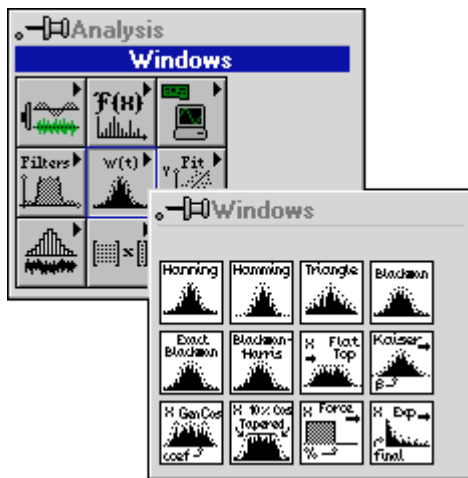 Analysis
Windows
F(x)
Filters
w(t)
Y Fit
x
Windows
Hanning
Hamming
Triangle
Blackman
Exact
Blackman
Blackman-
Harris
X Flat
Top
Kaiser
β
X Gen Cos
coef
X 10% Cos
Tapered
X Force
%
X Exp
final